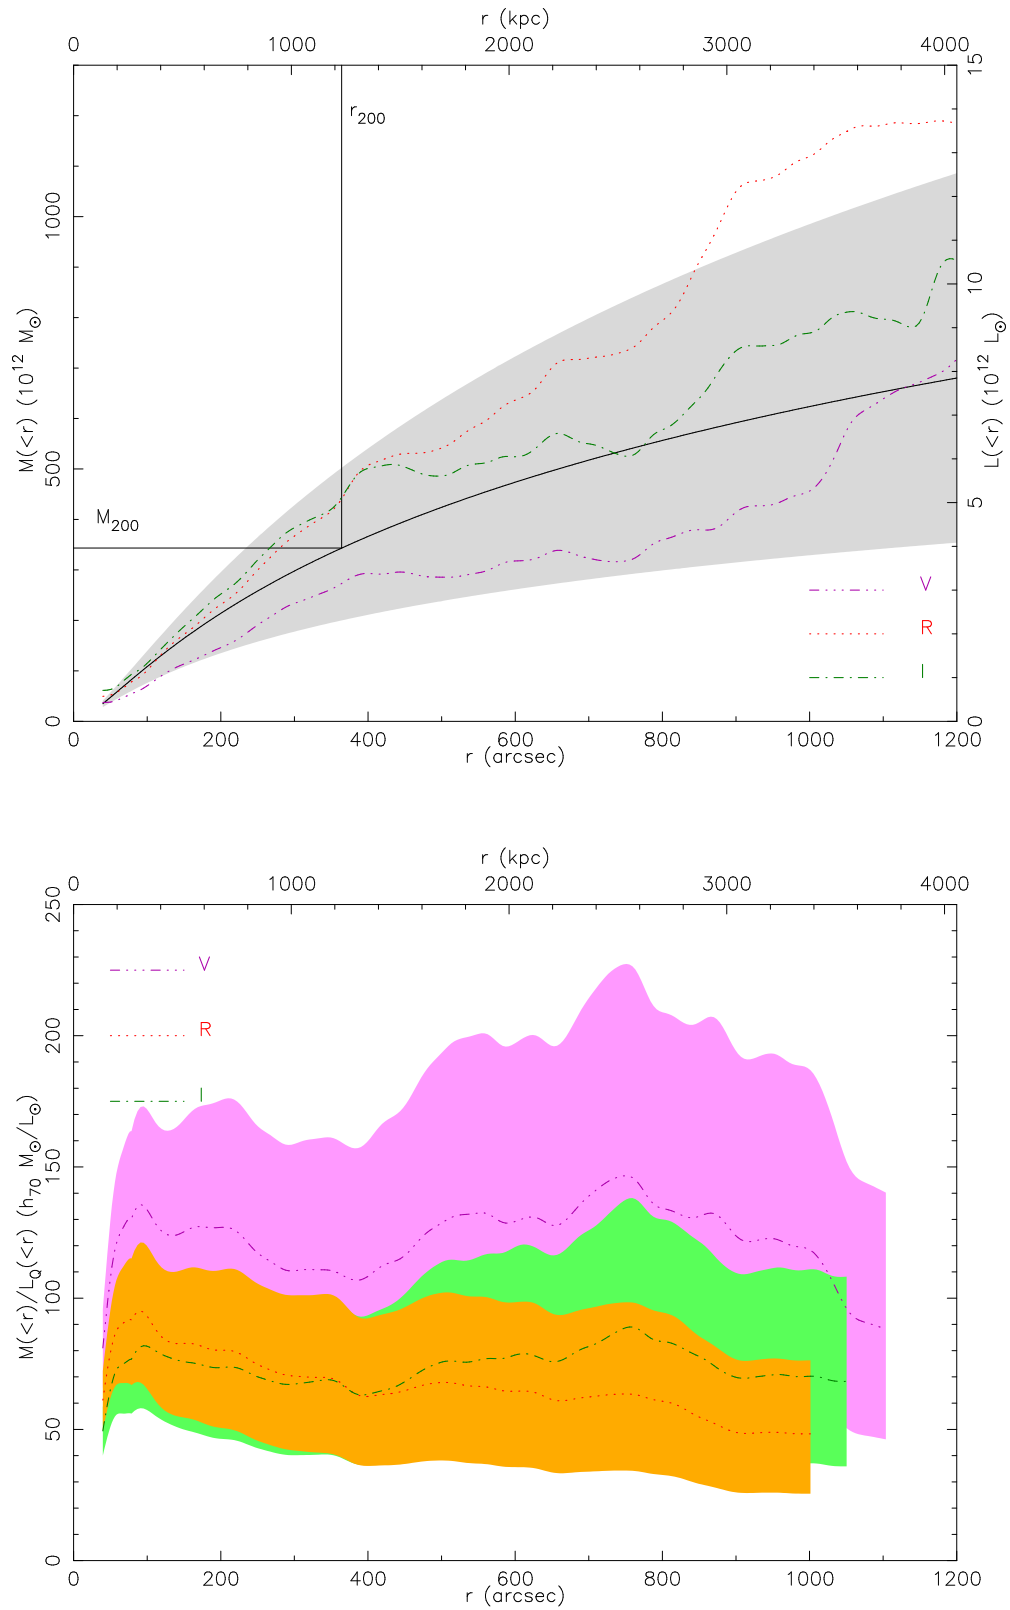 r (kpc)
0 1000 2000 3000 4000
r200
M200
M(<r) (10^12 M⊙)
0 500 1000
L(<r) (10^12 L⊙)
0 5 10 15
V
R
I
0 200 400 600 800 1000 1200
r (arcsec)
r (kpc)
0 1000 2000 3000 4000
V
R
I
M(<r)/LQ(<r) (h70 M⊙/L⊙)
0 50 100 150 200 250
0 200 400 600 800 1000 1200
r (arcsec)